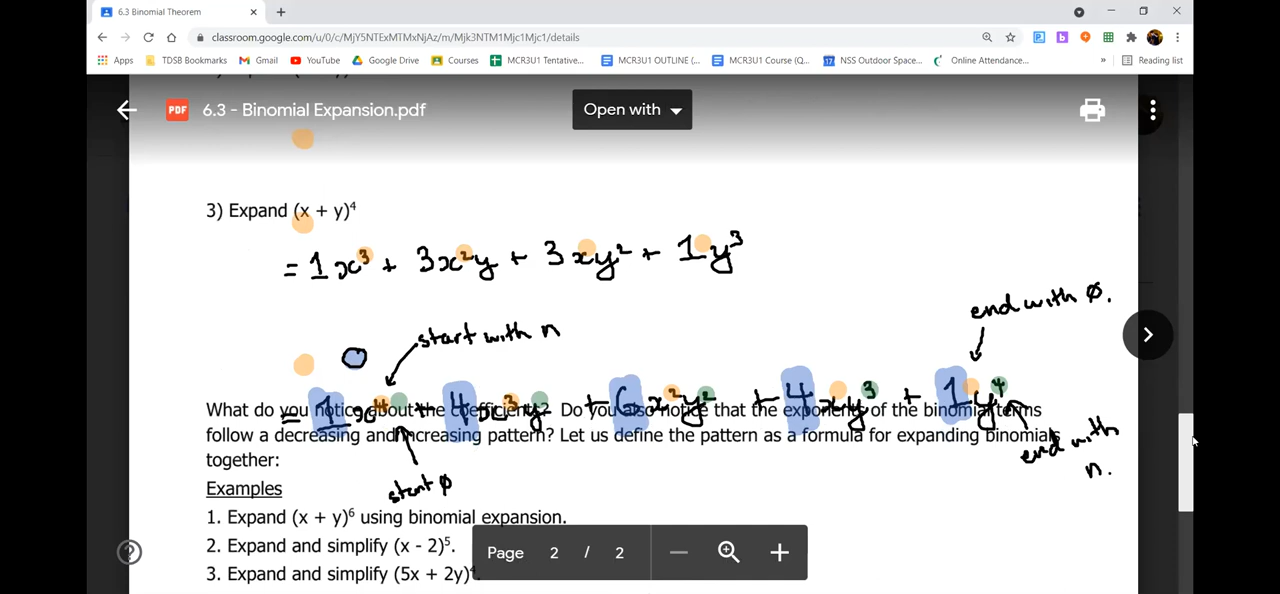 6.3 Binomial Theorem
classroom.google.com/u/0/c/MjY5NTExMTMxNjAz/m/Mjk3NTM1Mjc1Mjc1/details
Apps TDSB Bookmarks Gmail YouTube Google Drive Courses MCR3U1 Tentative... MCR3U1 OUTLINE (... MCR3U Course (Q... NSS Outdoor Space... Online Attendance... » Reading list
PDF 6.3 - Binomial Expansion.pdf Open with
3) Expand (x + y)⁴
= 1x³ + 3x²y + 3xy² + 1y³
end with ∅.
start with n
= 1x⁴ + 4x³y + 6x²y² + 4xy³ + 1y⁴
What do you notice about the coefficients? Do you also notice that the exponents of the binomial terms
follow a decreasing and increasing pattern? Let us define the pattern as a formula for expanding binomials
together:
end with
n.
start ∅
Examples
1. Expand (x + y)⁶ using binomial expansion.
2. Expand and simplify (x - 2)⁵.
3. Expand and simplify (5x + 2y)⁴.
Page 2 / 2